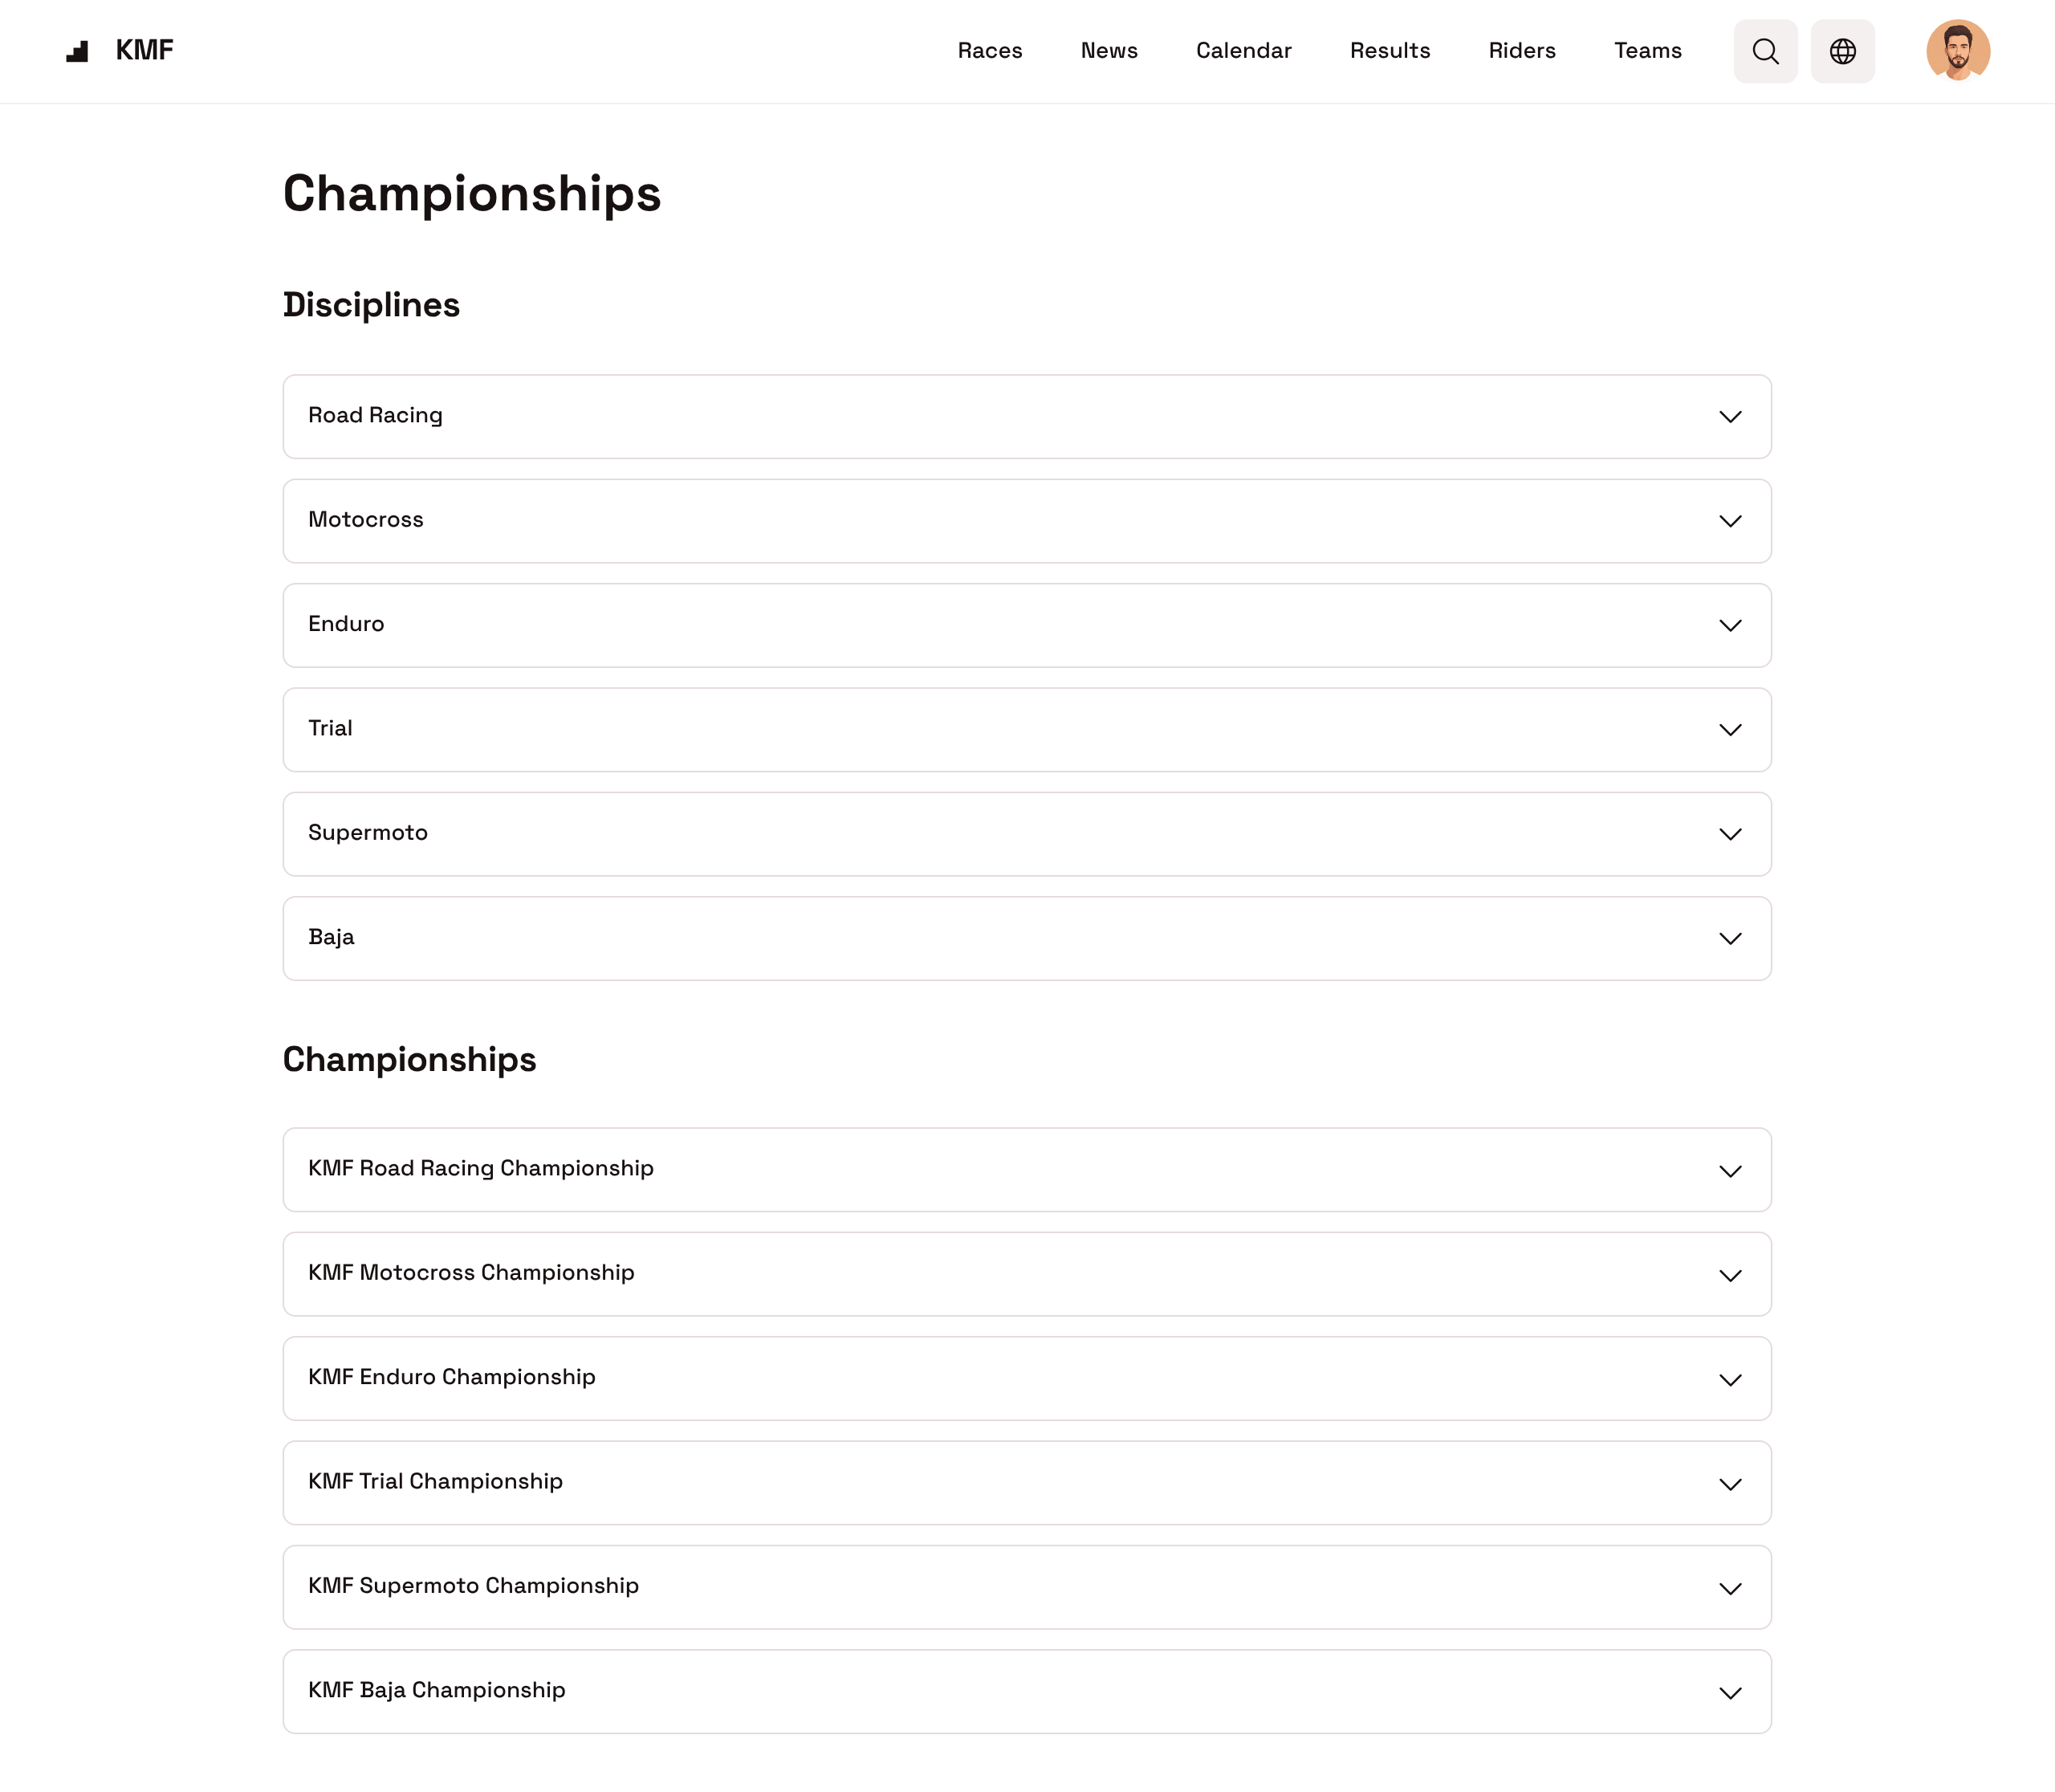 KMF
Races News Calendar Results Riders Teams
Championships
Disciplines
Road Racing
Motocross
Enduro
Trial
Supermoto
Baja
Championships
KMF Road Racing Championship
KMF Motocross Championship
KMF Enduro Championship
KMF Trial Championship
KMF Supermoto Championship
KMF Baja Championship